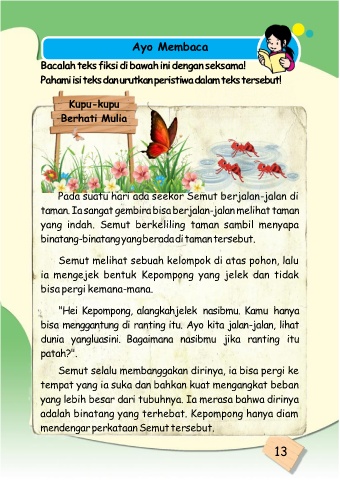 Ayo Membaca
Bacalah teks fiksi di bawah ini dengan seksama!
Pahami isi teks dan urutkan peristiwa dalam teks tersebut!
Kupu-kupu
Berhati Mulia
Pada suatu hari ada seekor Semut berjalan-jalan di
taman. Ia sangat gembira bisa berjalan-jalan melihat taman
yang indah. Semut berkeliling taman sambil menyapa
binatang-binatang yang berada di taman tersebut.
Semut melihat sebuah kelompok di atas pohon, lalu
ia mengejek bentuk Kepompong yang jelek dan tidak
bisa pergi kemana-mana.
"Hei Kepompong, alangkah jelek nasibmu. Kamu hanya
bisa menggantung di ranting itu. Ayo kita jalan-jalan, lihat
dunia yang luas ini. Bagaimana nasibmu jika ranting itu
patah?".
Semut selalu membanggakan dirinya, ia bisa pergi ke
tempat yang ia suka dan bahkan kuat mengangkat beban
yang lebih besar dari tubuhnya. Ia merasa bahwa dirinya
adalah binatang yang terhebat. Kepompong hanya diam
mendengar perkataan Semut tersebut.
13